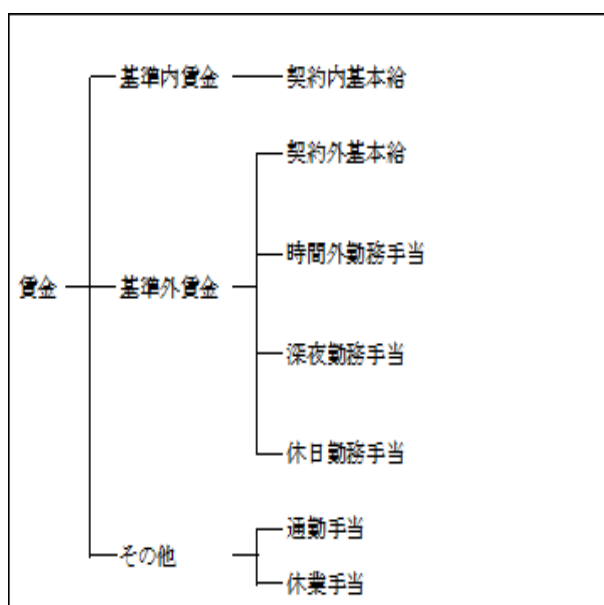 基準内賃金 契約内基本給
契約外基本給
時間外勤務手当
賃金 基準外賃金
深夜勤務手当
休日勤務手当
通勤手当
その他
休業手当